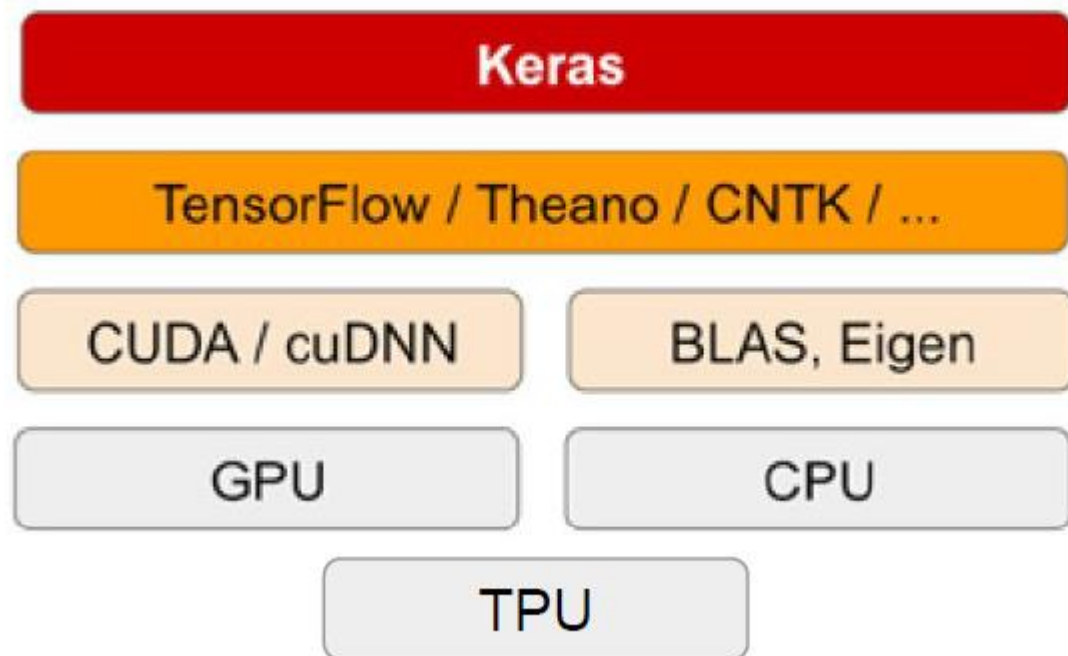 Keras
TensorFlow / Theano / CNTK / ...
CUDA / cuDNN
BLAS, Eigen
GPU
CPU
TPU